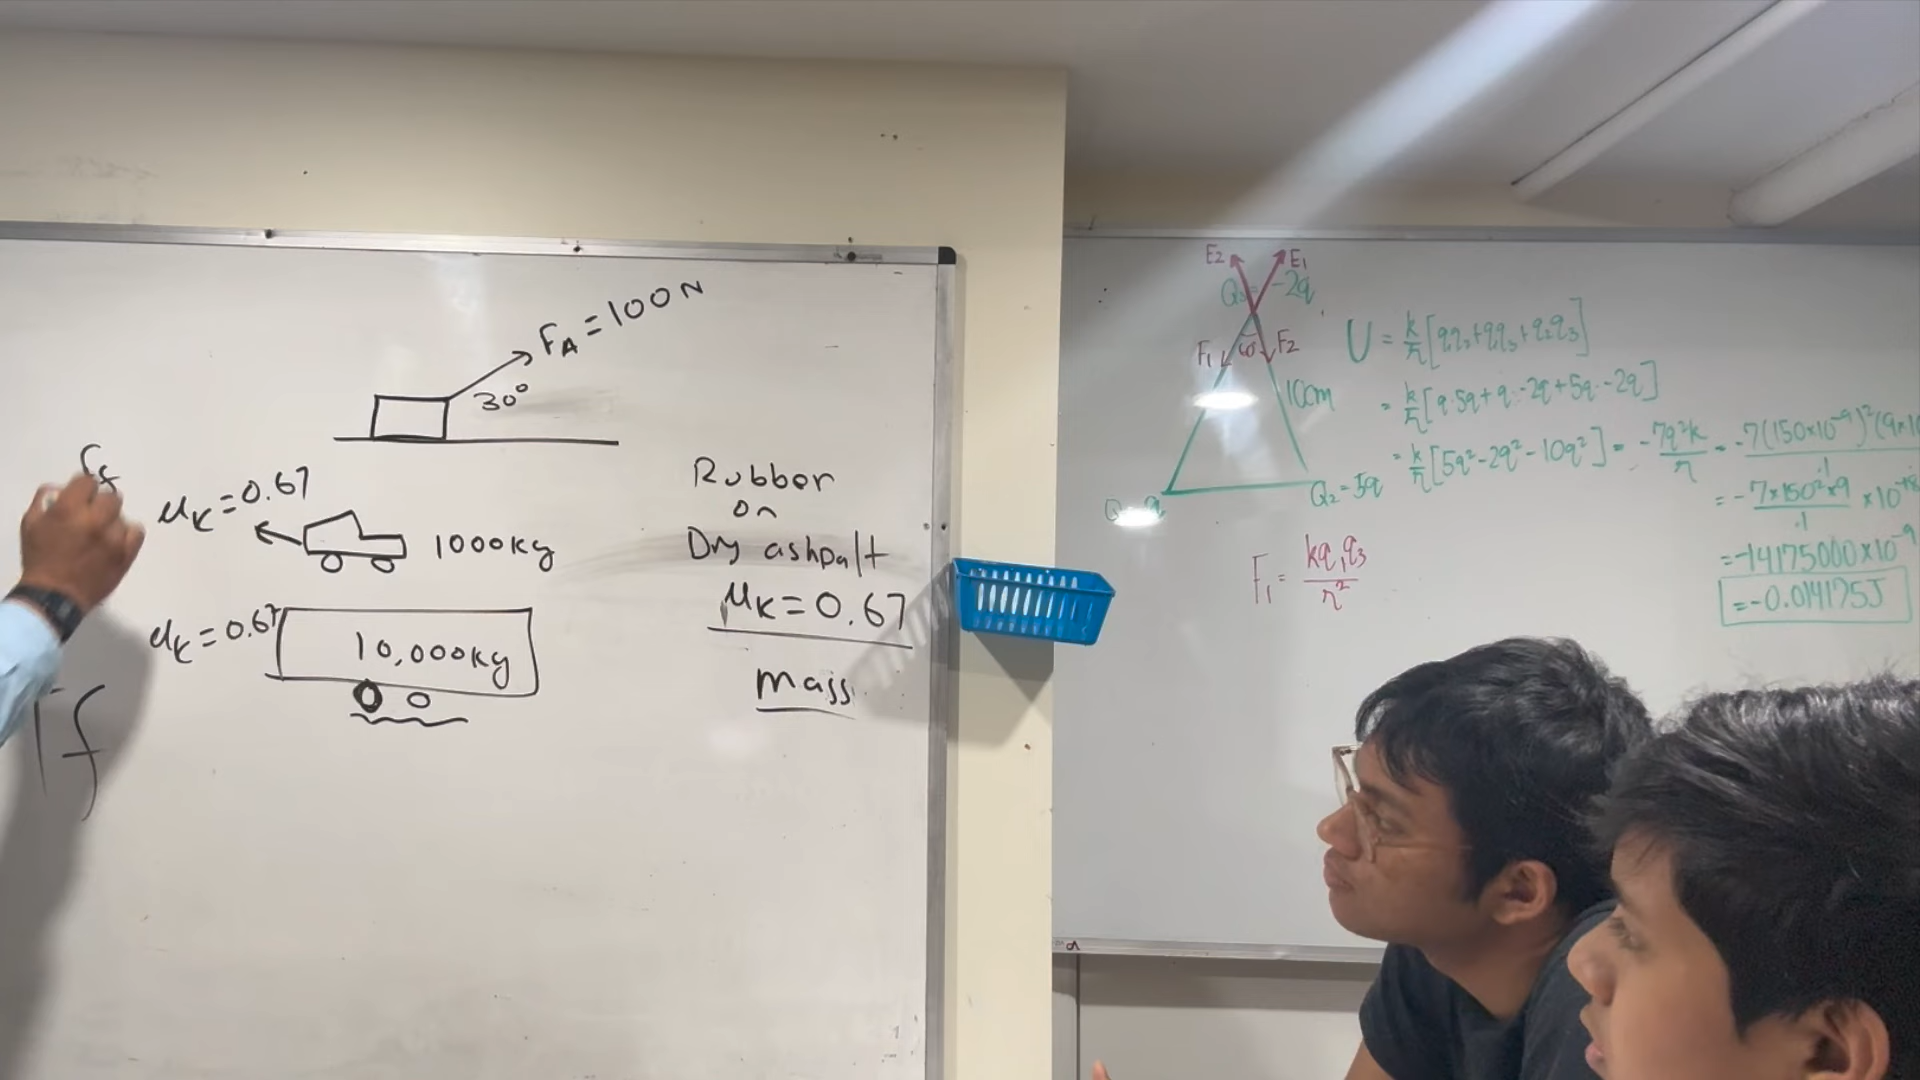 F_A = 100N
30°
F_f
μ_K = 0.67
1000kg
μ_K = 0.67
10,000kg
f
Rubber
on
Dry ashpalt
μ_K = 0.67
mass
E2 E1
-2q
F1 60 F2
10cm
Q2 = 5q
U = k/r [q1q2+q1q3+q2q3]
= k/r [q·5q+q·-2q+5q·-2q]
= k/r [5q²-2q²-10q²] = -7q²k/r = -7(150×10⁻⁹)²(9×10
= -7×150²×9/.1 ×10⁻¹⁸
= -14175000×10⁻⁹
= -0.014175J
F1 = kq1q3/r²